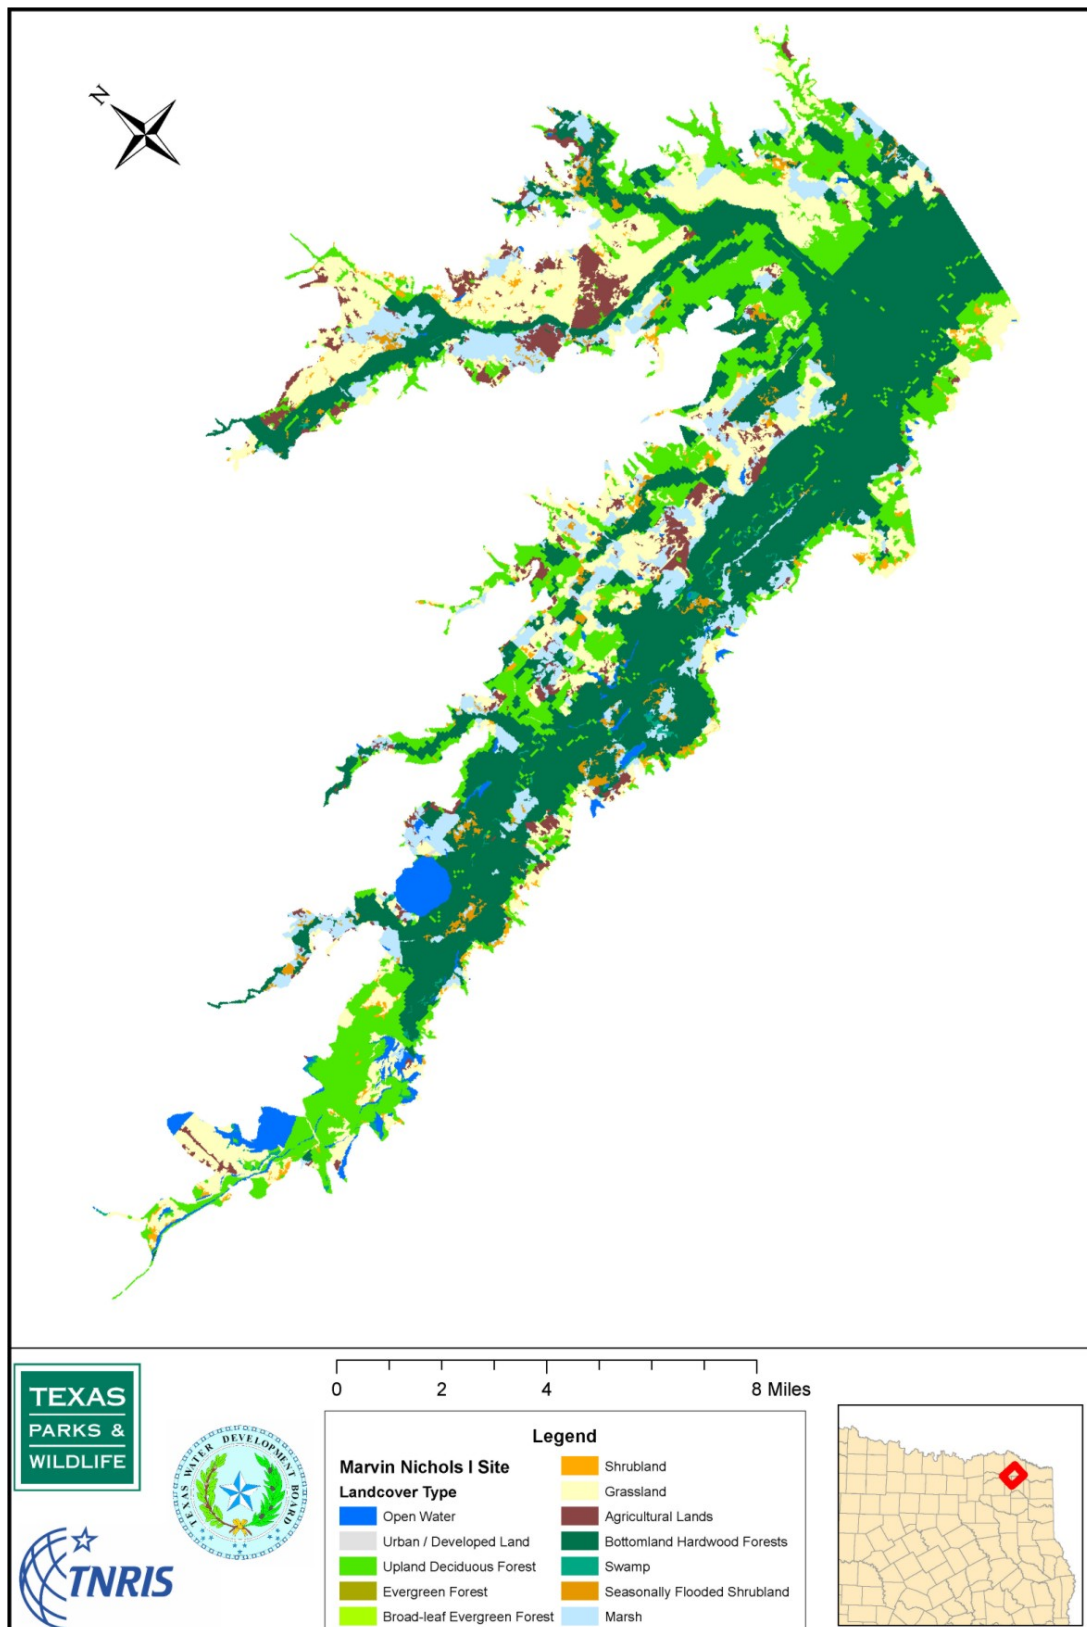 N
0 2 4 8 Miles
TEXAS
PARKS &
WILDLIFE
TEXAS WATER DEVELOPMENT BOARD
TNRIS
Legend
Marvin Nichols I Site
Landcover Type
Open Water
Urban / Developed Land
Upland Deciduous Forest
Evergreen Forest
Broad-leaf Evergreen Forest
Shrubland
Grassland
Agricultural Lands
Bottomland Hardwood Forests
Swamp
Seasonally Flooded Shrubland
Marsh